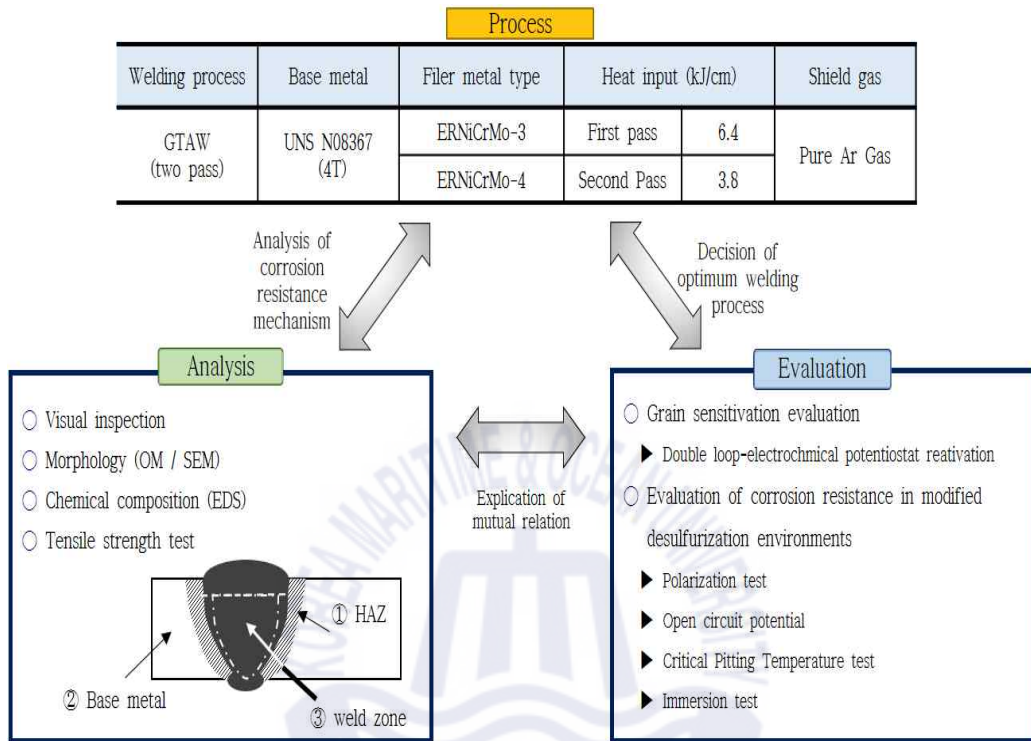 Process
Welding process Base metal Filer metal type Heat input (kJ/cm) Shield gas
GTAW
(two pass)
UNS N08367
(4T)
ERNiCrMo-3 First pass 6.4
ERNiCrMo-4 Second Pass 3.8
Pure Ar Gas
Analysis of
corrosion
resistance
mechanism
Decision of
optimum welding
process
Analysis
○ Visual inspection
○ Morphology (OM / SEM)
○ Chemical composition (EDS)
○ Tensile strength test
① HAZ
② Base metal
③ weld zone
Explication of
mutual relation
Evaluation
○ Grain sensitivation evaluation
▶ Double loop-electrochmical potentiostat reativation
○ Evaluation of corrosion resistance in modified
desulfurization environments
▶ Polarization test
▶ Open circuit potential
▶ Critical Pitting Temperature test
▶ Immersion test
KOREA MARITIME & OCEAN UNIVERSITY